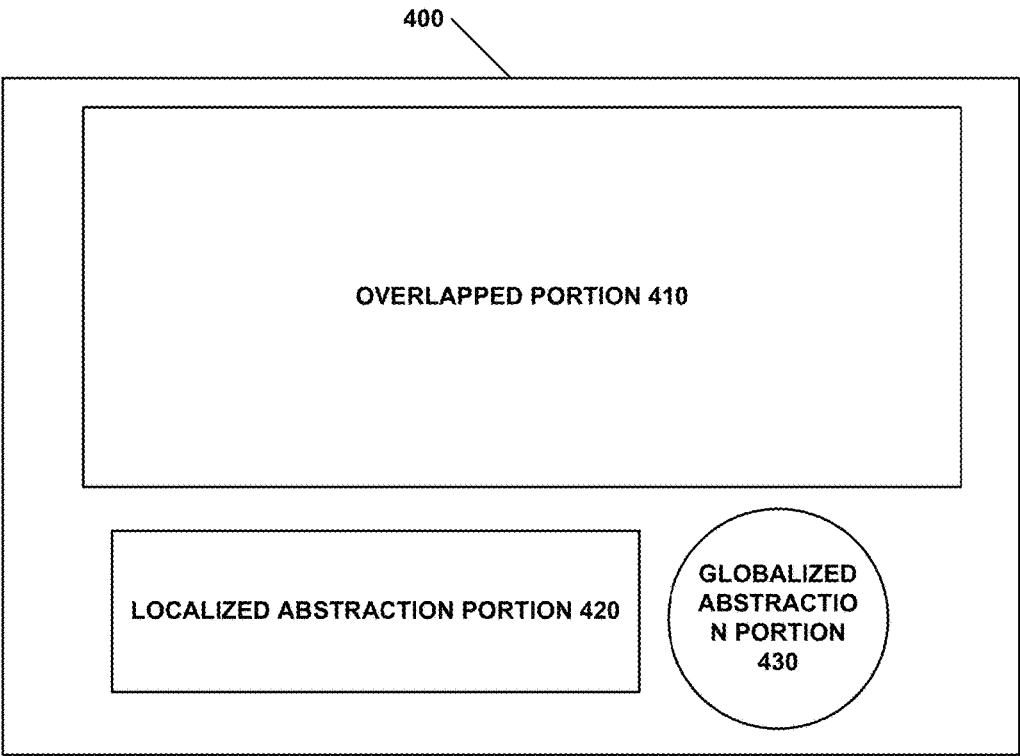 400
OVERLAPPED PORTION 410
LOCALIZED ABSTRACTION PORTION 420
GLOBALIZED
ABSTRACTIO
N PORTION
430